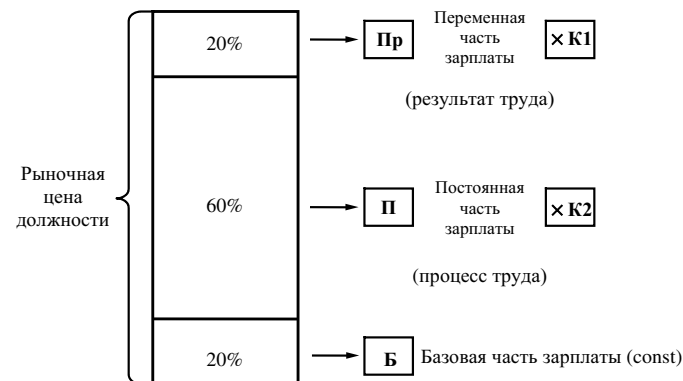 20%
Пр
Переменная
часть
зарплаты
× К1
(результат труда)
Рыночная
цена
должности
60%
П
Постоянная
часть
зарплаты
× К2
(процесс труда)
20%
Б
Базовая часть зарплаты (const)